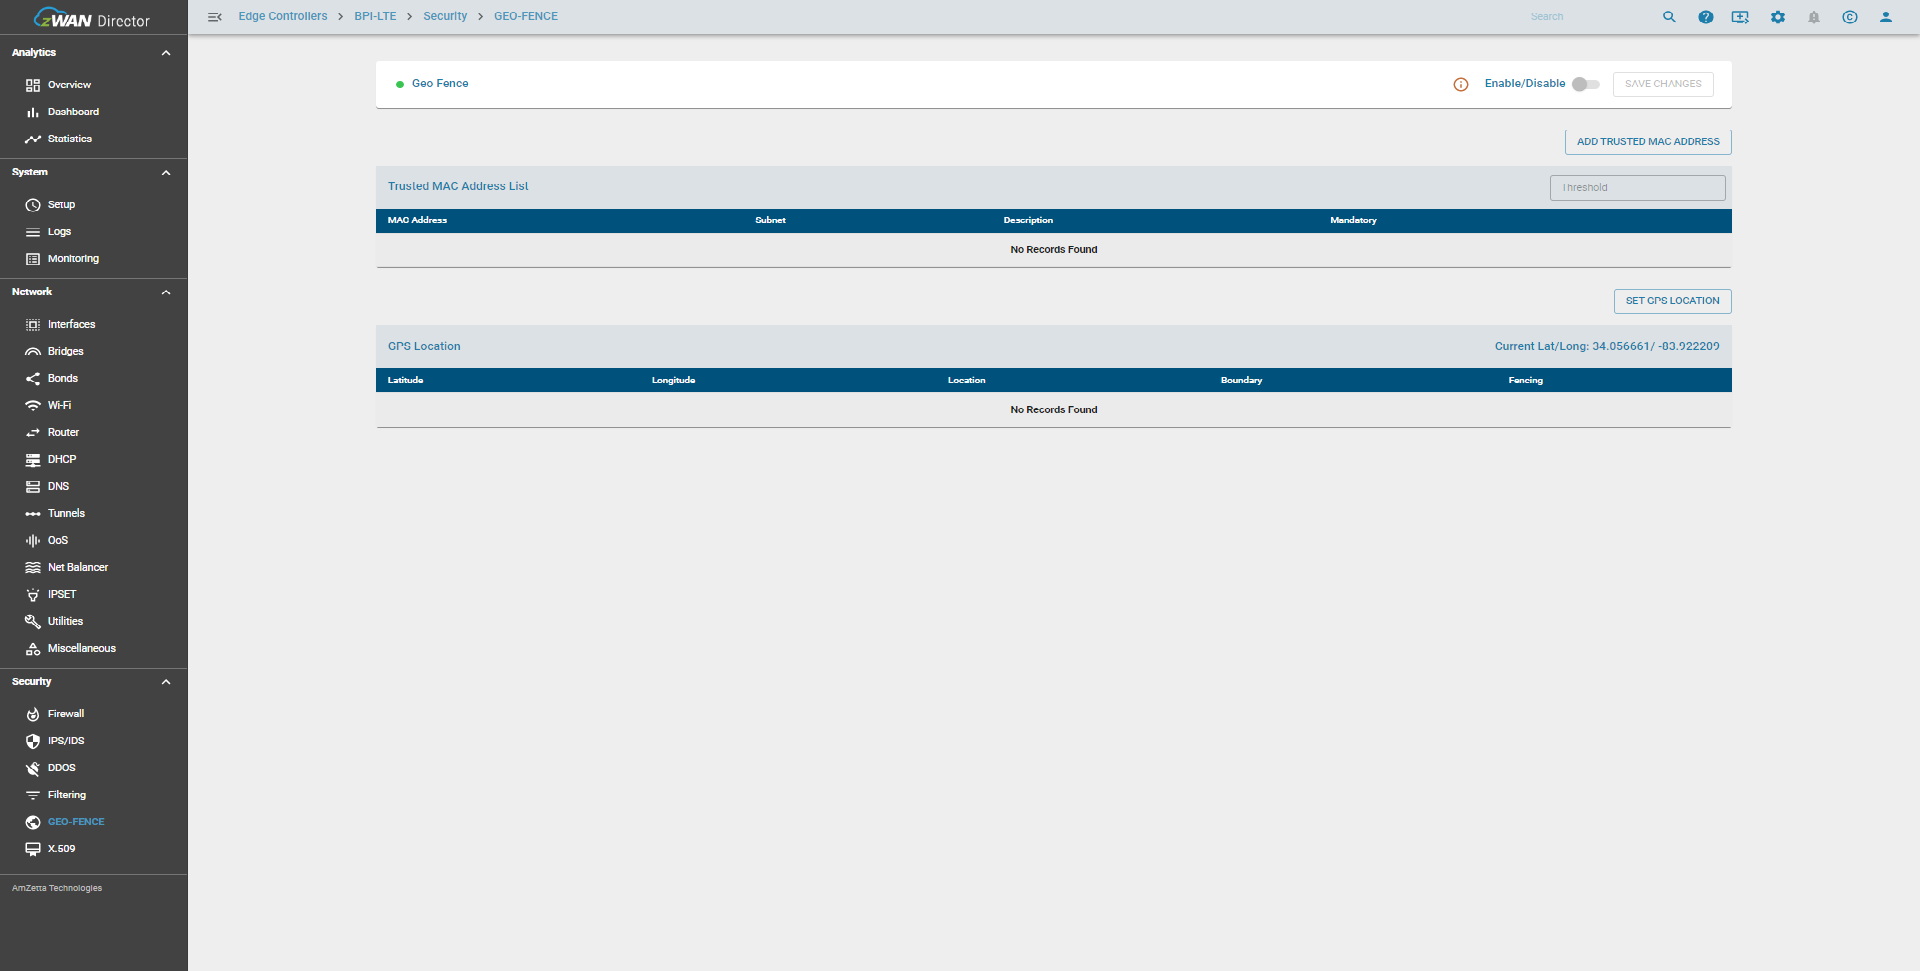 zWAN Director
Edge Controllers > BPI-LTE > Security > GEO-FENCE
Search
Analytics
Overview
Dashboard
Statistics
System
Setup
Logs
Monitoring
Network
Interfaces
Bridges
Bonds
Wi-Fi
Router
DHCP
DNS
Tunnels
QoS
Net Balancer
IPSET
Utilities
Miscellaneous
Security
Firewall
IPS/IDS
DDOS
Filtering
GEO-FENCE
X.509
AmZetta Technologies
Geo Fence
Enable/Disable
SAVE CHANGES
ADD TRUSTED MAC ADDRESS
Trusted MAC Address List
Threshold
MAC Address Subnet Description Mandatory
No Records Found
SET GPS LOCATION
GPS Location
Current Lat/Long: 34.056661/ -83.922209
Latitude Longitude Location Boundary Fencing
No Records Found